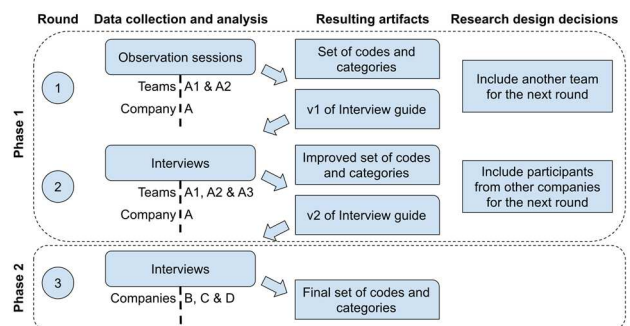 Round
Data collection and analysis
Resulting artifacts
Research design decisions
Phase 1
1
Observation sessions
Teams A1 & A2
Company A
Set of codes and
categories
v1 of Interview guide
Include another team
for the next round
2
Interviews
Teams A1, A2 & A3
Company A
Improved set of codes
and categories
v2 of Interview guide
Include participants
from other companies
for the next round
Phase 2
3
Interviews
Companies B, C & D
Final set of codes and
categories